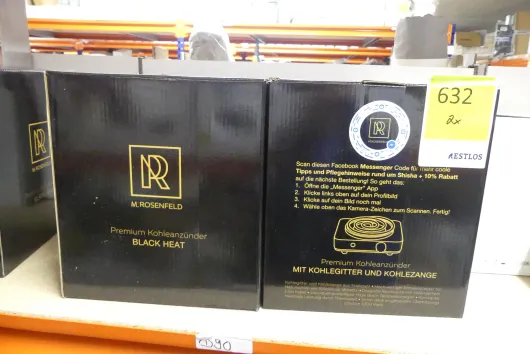 R
M. ROSENFELD
Premium Kohleanzünder
BLACK HEAT
632
2x
RESTLOS
Scan diesen Facebook Messenger Code für mehr coole
Tipps und Pflegehinweise rund um Shisha + 10% Rabatt
auf die nächste Bestellung! So geht das:
1. Öffne die „Messenger" App
2. Klicke links oben auf dein Profilbild
3. Klicke auf dein Bild noch mal
4. Wähle oben das Kamera-Zeichen zum Scannen. Fertig!
Premium Kohleanzünder
MIT KOHLEGITTER UND KOHLEZANGE
90